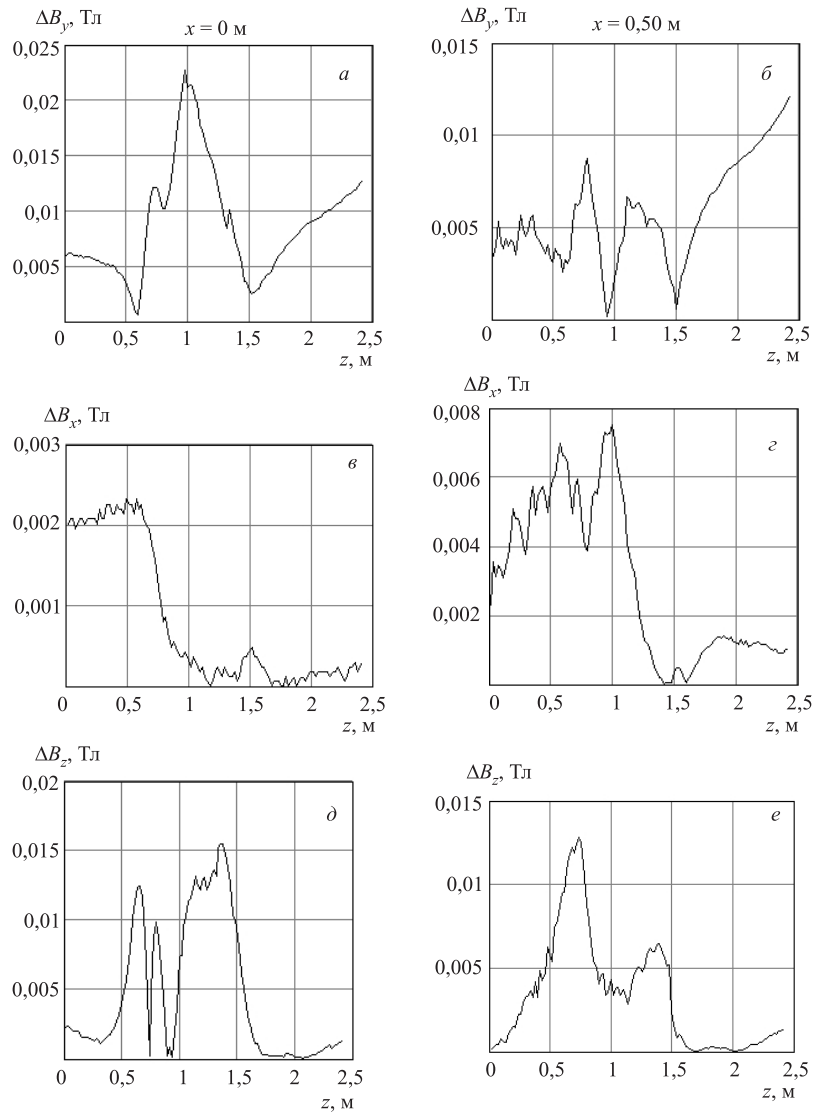 ΔB_y, Тл
x = 0 м
0,025
а
0,02
0,015
0,01
0,005
0 0,5 1 1,5 2 2,5
z, м
ΔB_y, Тл
x = 0,50 м
0,015
б
0,01
0,005
0 0,5 1 1,5 2 2,5
z, м
ΔB_x, Тл
0,003
в
0,002
0,001
0 0,5 1 1,5 2 2,5
z, м
ΔB_x, Тл
0,008
г
0,006
0,004
0,002
0 0,5 1 1,5 2 2,5
z, м
ΔB_z, Тл
0,02
д
0,015
0,01
0,005
0 0,5 1 1,5 2 2,5
z, м
ΔB_z, Тл
0,015
е
0,01
0,005
0 0,5 1 1,5 2 2,5
z, м